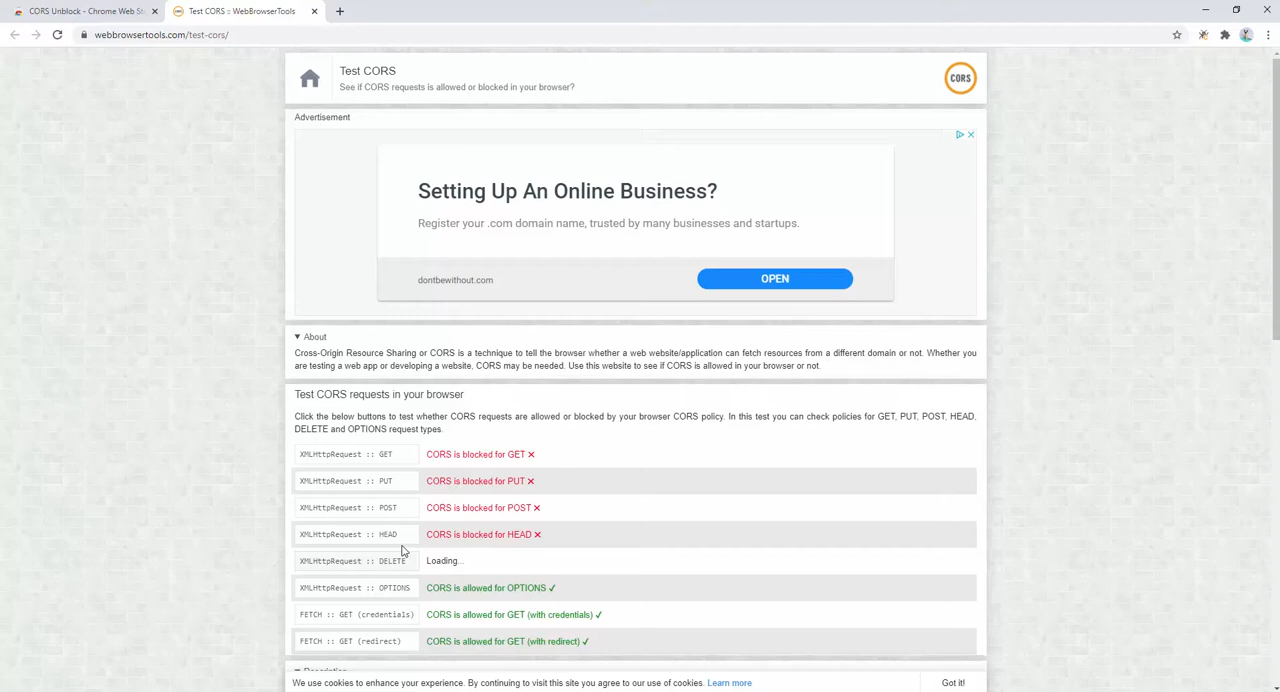 CORS Unblock - Chrome Web St
Test CORS :: WebBrowserTools
webbrowsertools.com/test-cors/
Test CORS
See if CORS requests is allowed or blocked in your browser?
CORS
Advertisement
Setting Up An Online Business?
Register your .com domain name, trusted by many businesses and startups.
dontbewithout.com
OPEN
▼ About
Cross-Origin Resource Sharing or CORS is a technique to tell the browser whether a web website/application can fetch resources from a different domain or not. Whether you
are testing a web app or developing a website, CORS may be needed. Use this website to see if CORS is allowed in your browser or not.
Test CORS requests in your browser
Click the below buttons to test whether CORS requests are allowed or blocked by your browser CORS policy. In this test you can check policies for GET, PUT, POST, HEAD,
DELETE and OPTIONS request types.
XMLHttpRequest :: GET CORS is blocked for GET ✕
XMLHttpRequest :: PUT CORS is blocked for PUT ✕
XMLHttpRequest :: POST CORS is blocked for POST ✕
XMLHttpRequest :: HEAD CORS is blocked for HEAD ✕
XMLHttpRequest :: DELETE Loading...
XMLHttpRequest :: OPTIONS CORS is allowed for OPTIONS ✓
FETCH :: GET (credentials) CORS is allowed for GET (with credentials) ✓
FETCH :: GET (redirect) CORS is allowed for GET (with redirect) ✓
▼ Description
We use cookies to enhance your experience. By continuing to visit this site you agree to our use of cookies. Learn more
Got it!